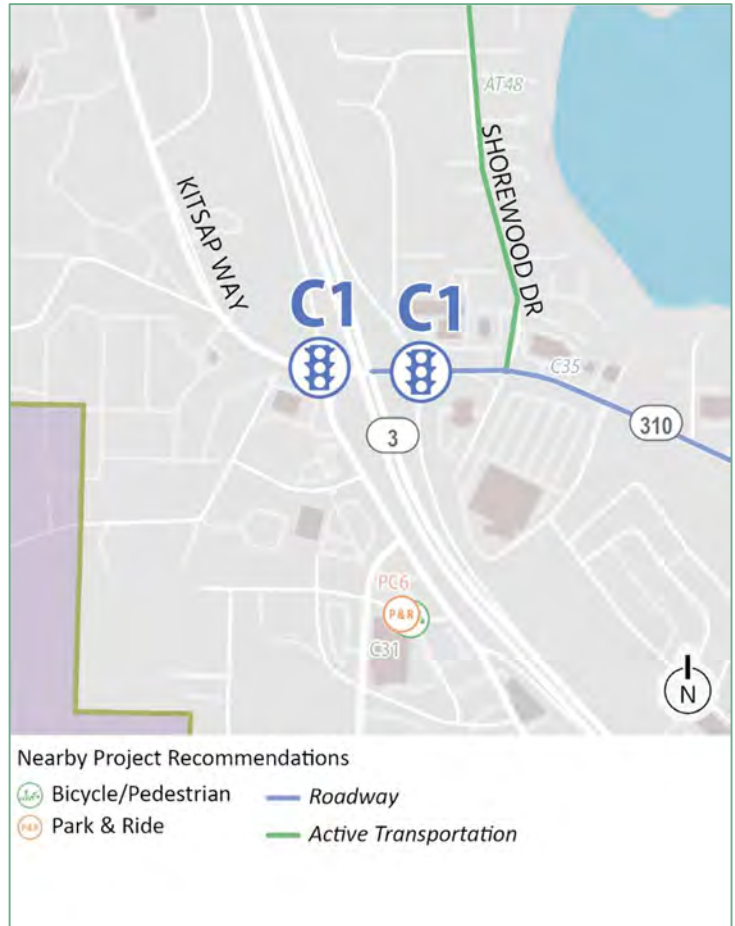 AT48
SHOREWOOD DR
KITSAP WAY
C1 C1
C35
3
310
PC6
P&R
C31
N
Nearby Project Recommendations
Bicycle/Pedestrian
Roadway
P&R Park & Ride
Active Transportation